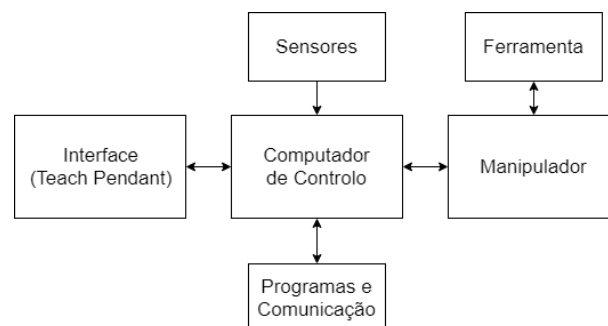 Sensores
Ferramenta
Interface
(Teach Pendant)
Computador
de Controlo
Manipulador
Programas e
Comunicação